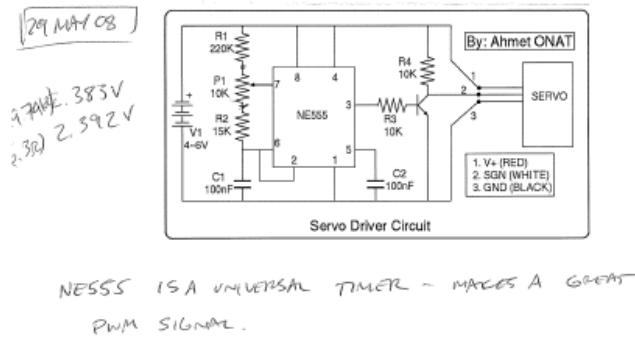 29 MAY 08
.383V
2.392V
By: Ahmet ONAT
R1
220K
P1
10K
R2
15K
V1
4-6V
C1
100nF
+
7
8
4
NE555
3
6
2
1
5
R3
10K
R4
10K
C2
100nF
1
2
3
SERVO
1. V+ (RED)
2. SGN (WHITE)
3. GND (BLACK)
Servo Driver Circuit
NE555 IS A UNIVERSAL TIMER - MAKES A GREAT
PWM SIGNAL.